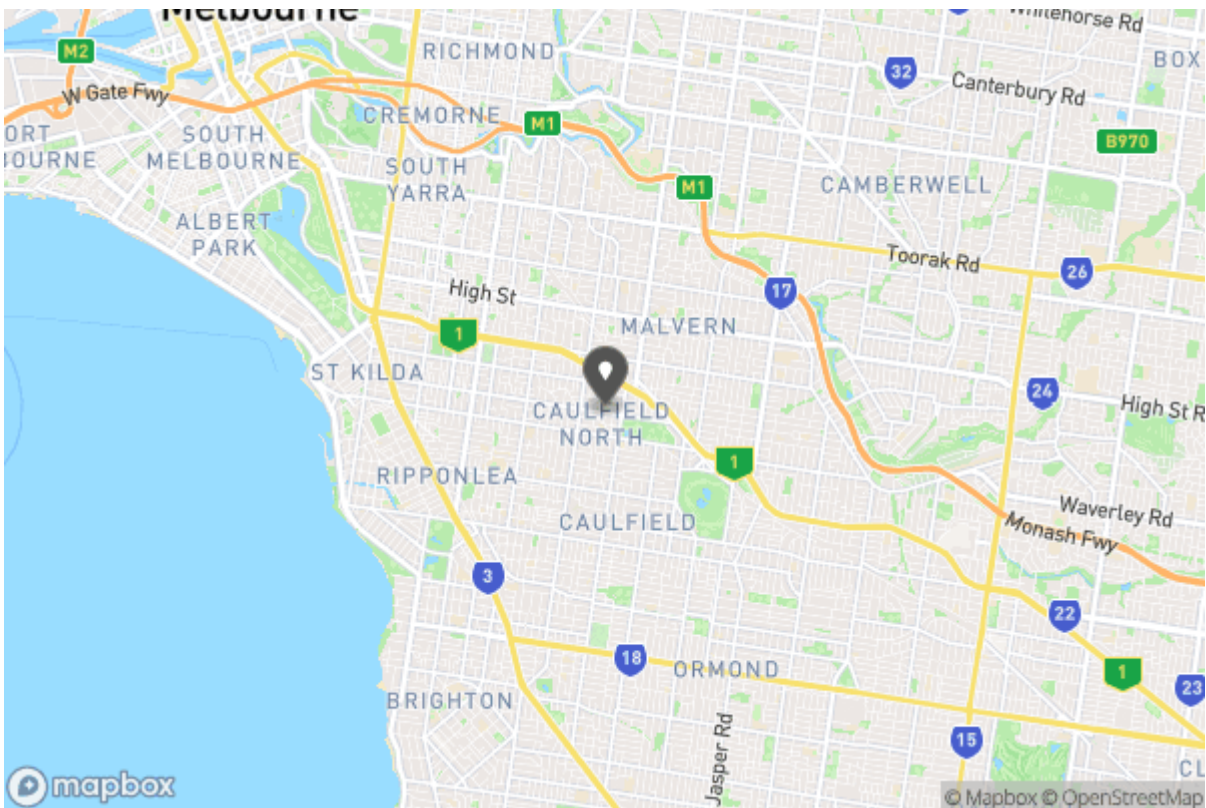 Melbourne
Whitehorse Rd
M2
RICHMOND
32
BOX
W Gate Fwy
Canterbury Rd
CREMORNE
M1
ORT
BOURNE
SOUTH
MELBOURNE
B970
SOUTH
YARRA
M1
CAMBERWELL
ALBERT
PARK
Toorak Rd
26
High St
17
1
MALVERN
ST KILDA
24
High St R
CAULFIELD
NORTH
1
RIPPONLEA
CAULFIELD
Waverley Rd
Monash Fwy
3
22
18
ORMOND
1
23
BRIGHTON
Jasper Rd
15
CL
mapbox
© Mapbox © OpenStreetMap